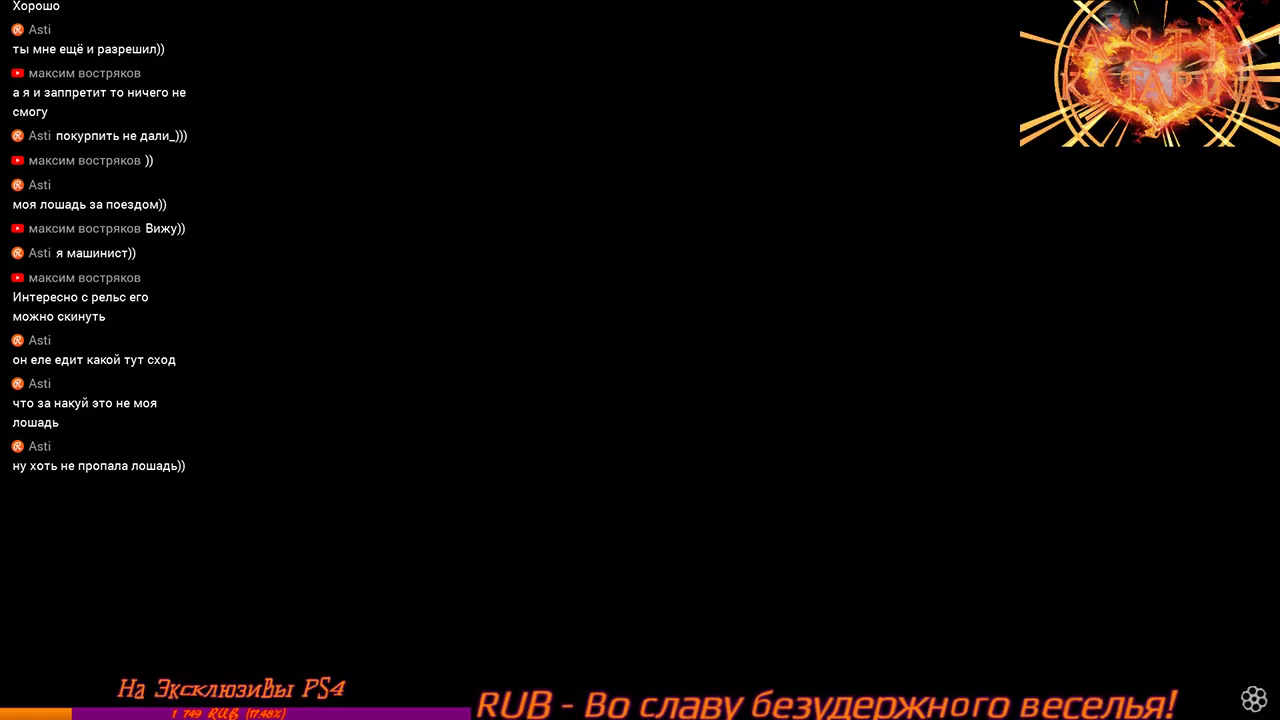 Хорошо
Asti
ты мне ещё и разрешил))
максим востряков
а я и заппретит то ничего не
смогу
Asti покурпить не дали_)))
максим востряков ))
Asti
моя лошадь за поездом))
максим востряков Вижу))
Asti я машинист))
максим востряков
Интересно с рельс его
можно скинуть
Asti
он еле едит какой тут сход
Asti
что за накуй это не моя
лошадь
Asti
ну хоть не пропала лошадь))
ASTI
KATARINA
На Эксклюзивы PS4
1 749 RUB (17.48%)
RUB - Во славу безудержного веселья!